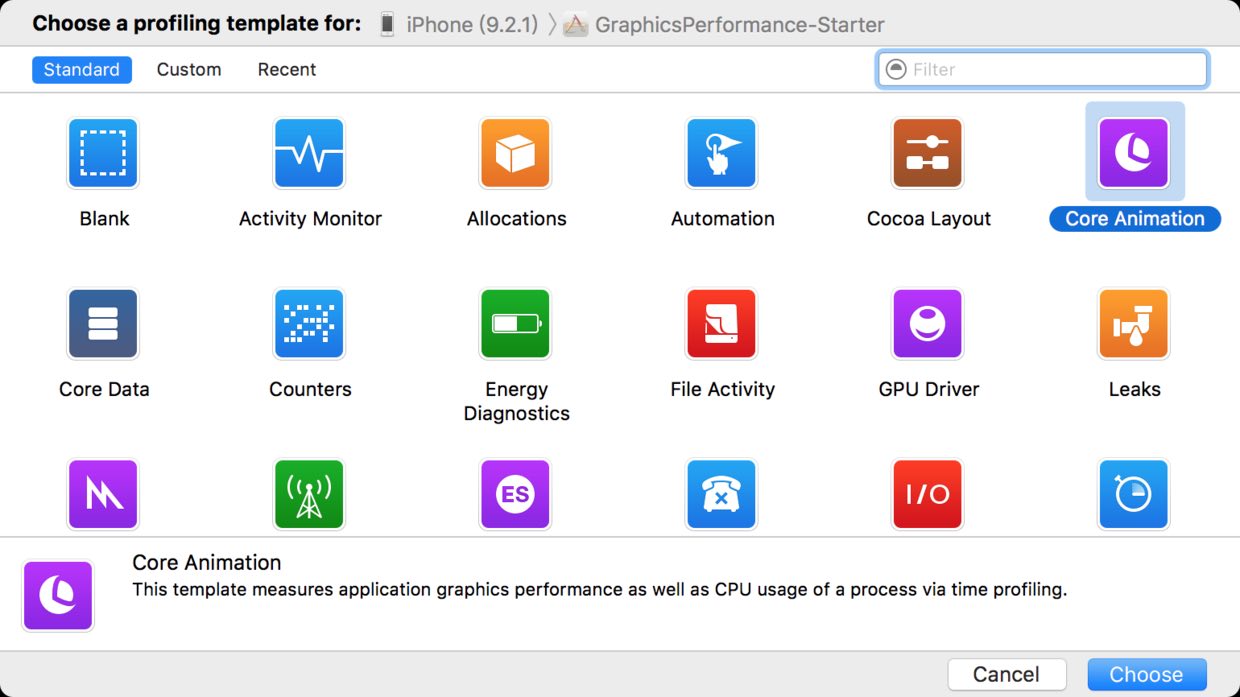 Choose a profiling template for: iPhone (9.2.1) 〉 GraphicsPerformance-Starter
Standard Custom Recent Filter
Blank Activity Monitor Allocations Automation Cocoa Layout Core Animation
Core Data Counters Energy Diagnostics File Activity GPU Driver Leaks
ES I/O
Core Animation
This template measures application graphics performance as well as CPU usage of a process via time profiling.
Cancel Choose